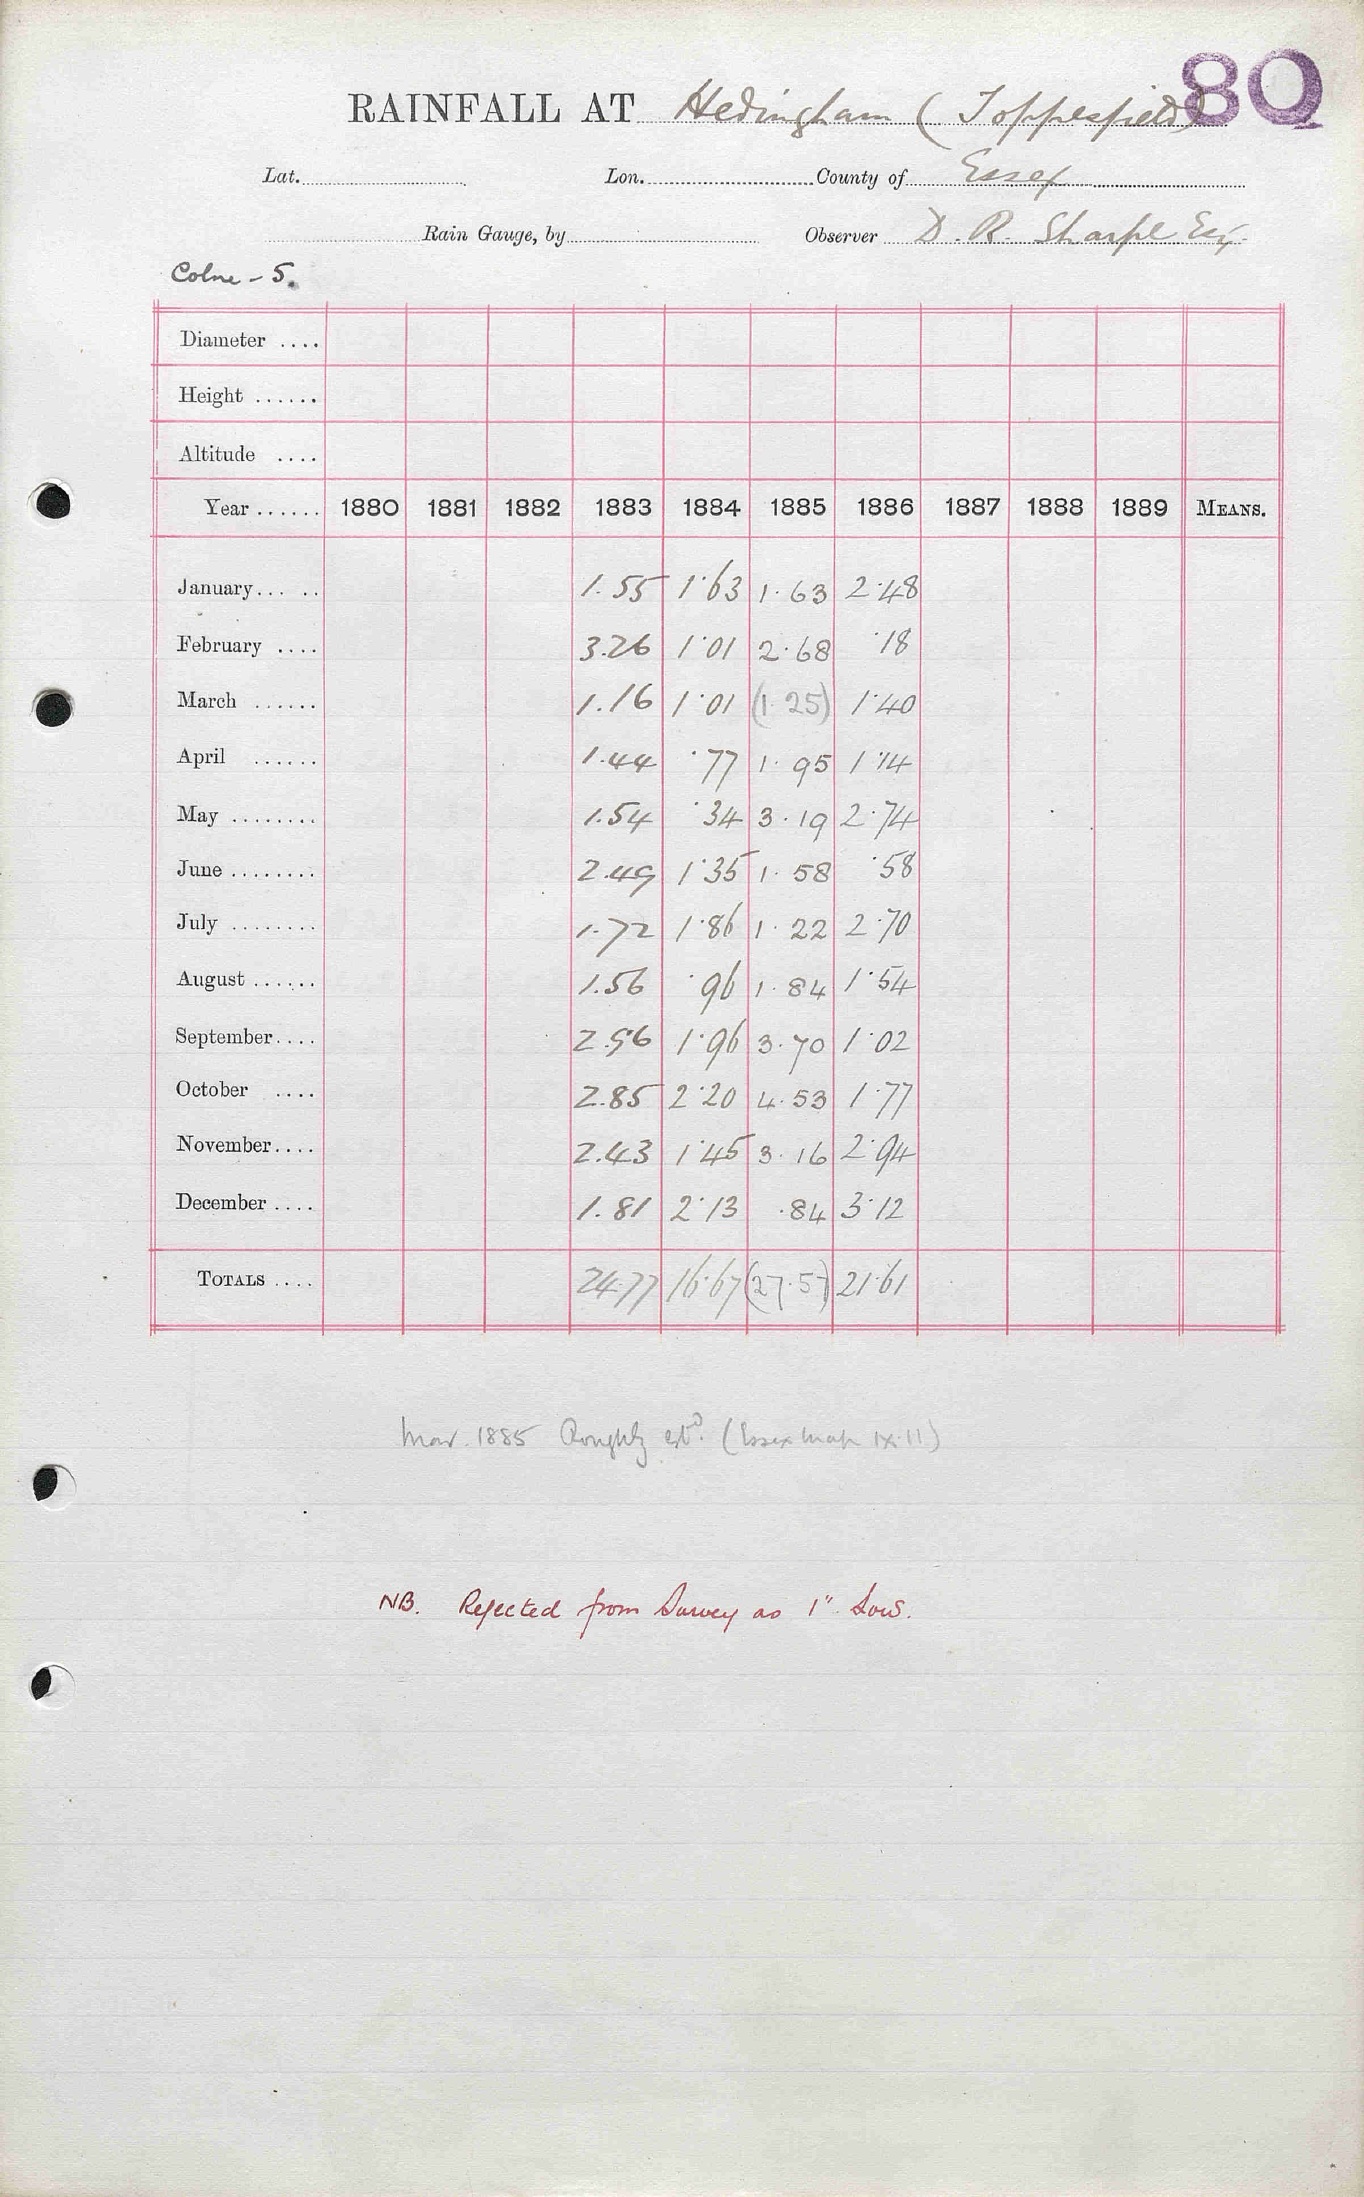 80
RAINFALL AT Hedingham (Toppesfield)
Lat. Lon. County of Essex
Rain Gauge, by Observer D. R. Sharpe Esq.
Colne - 5.
Diameter ....
Height ......
Altitude ....
Year ...... 1880 1881 1882 1883 1884 1885 1886 1887 1888 1889 MEANS.
January... .. 1.55 1·63 1·63 2·48
February .... 3.26 1·01 2·68 ·18
March ...... 1.16 1·01 (1·25) 1·40
April ...... 1.44 ·77 1·95 1·14
May ........ 1.54 ·34 3·19 2·74
June ........ 2.49 1·35 1·58 ·58
July ........ 1.72 1·86 1·22 2·70
August ...... 1.56 ·96 1·84 1·54
September.... 2.96 1·96 3·70 1·02
October .... 2.85 2·20 4·53 1·77
November.... 2.43 1·45 3·16 2·94
December .... 1.81 2·13 ·84 3·12
TOTALS .... 24.77 16·67 (27·57) 21·61
Mar. 1885 Roughly estd. (Essex Map ix.11)
NB. Rejected from Survey as 1" low.